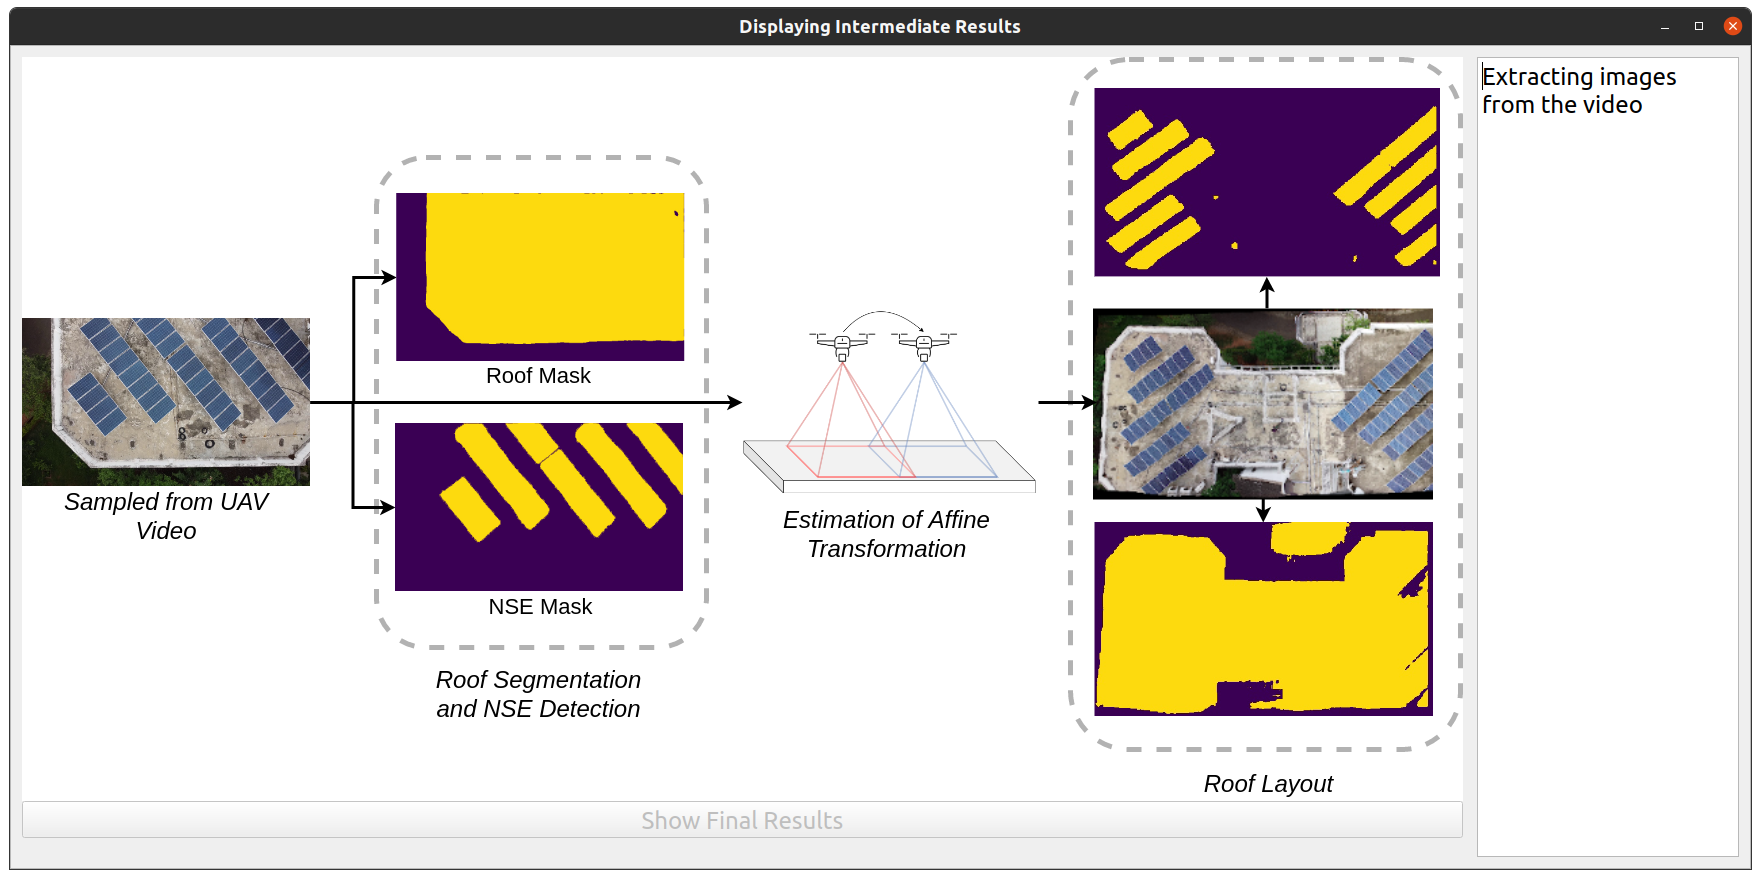 Displaying Intermediate Results
Extracting images
from the video
Sampled from UAV
Video
Roof Mask
NSE Mask
Roof Segmentation
and NSE Detection
Estimation of Affine
Transformation
Roof Layout
Show Final Results